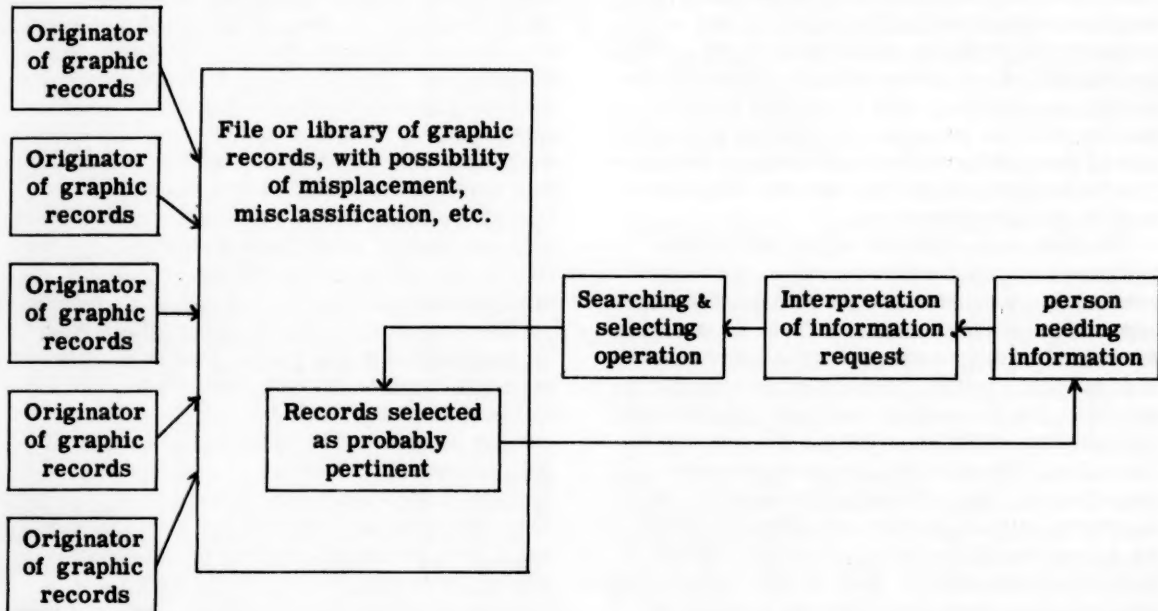 Originator
of graphic
records
Originator
of graphic
records
Originator
of graphic
records
Originator
of graphic
records
Originator
of graphic
records
File or library of graphic
records, with possibility
of misplacement,
misclassification, etc.
Records selected
as probably
pertinent
Searching &
selecting
operation
Interpretation
of information
request
person
needing
information